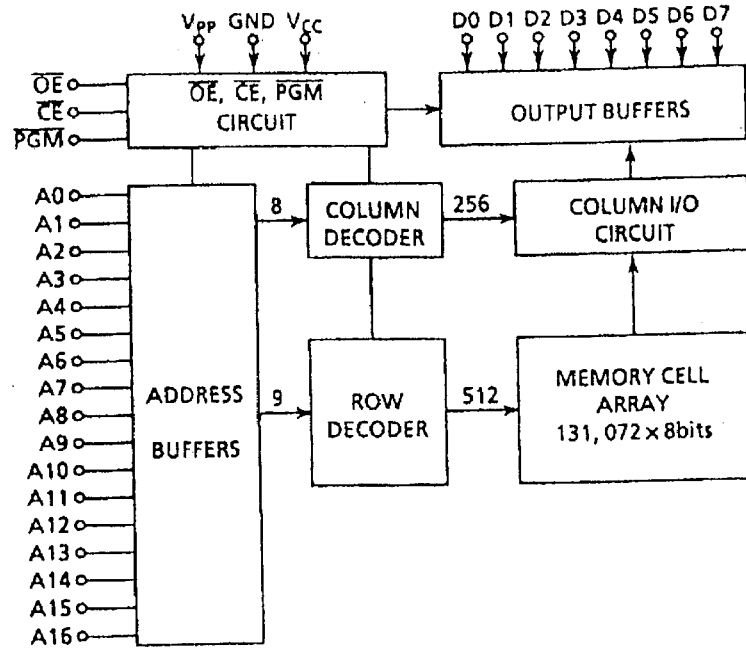 VPP GND VCC
D0 D1 D2 D3 D4 D5 D6 D7
OE
CE
PGM
OE, CE, PGM
CIRCUIT
OUTPUT BUFFERS
A0
A1
A2
A3
A4
A5
A6
A7
A8
A9
A10
A11
A12
A13
A14
A15
A16
ADDRESS
BUFFERS
8
COLUMN
DECODER
256
COLUMN I/O
CIRCUIT
9
ROW
DECODER
512
MEMORY CELL
ARRAY
131,072×8bits